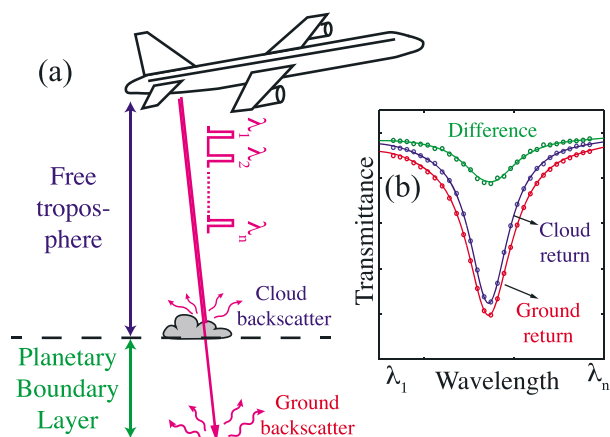 (a)
λ1
λ2
λn
Free
tropos-
phere
Cloud
backscatter
Planetary
Boundary
Layer
Ground
backscatter
(b)
Difference
Cloud
return
Ground
return
Transmittance
λ1 Wavelength λn